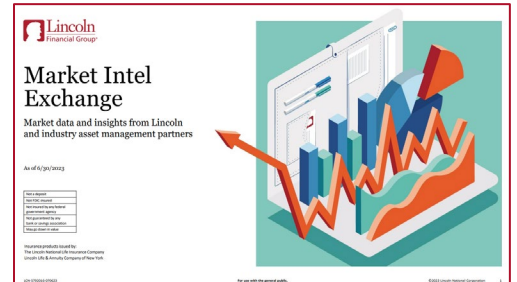 Lincoln
Financial Group®
Market Intel
Exchange
Market data and insights from Lincoln
and industry asset management partners
As of 6/30/2023
Not a deposit
Not FDIC-insured
Not insured by any federal
government agency
Not guaranteed by any
bank or savings association
May go down in value
Insurance products issued by:
The Lincoln National Life Insurance Company
Lincoln Life & Annuity Company of New York
For use with the general public.
©2023 Lincoln National Corporation
1